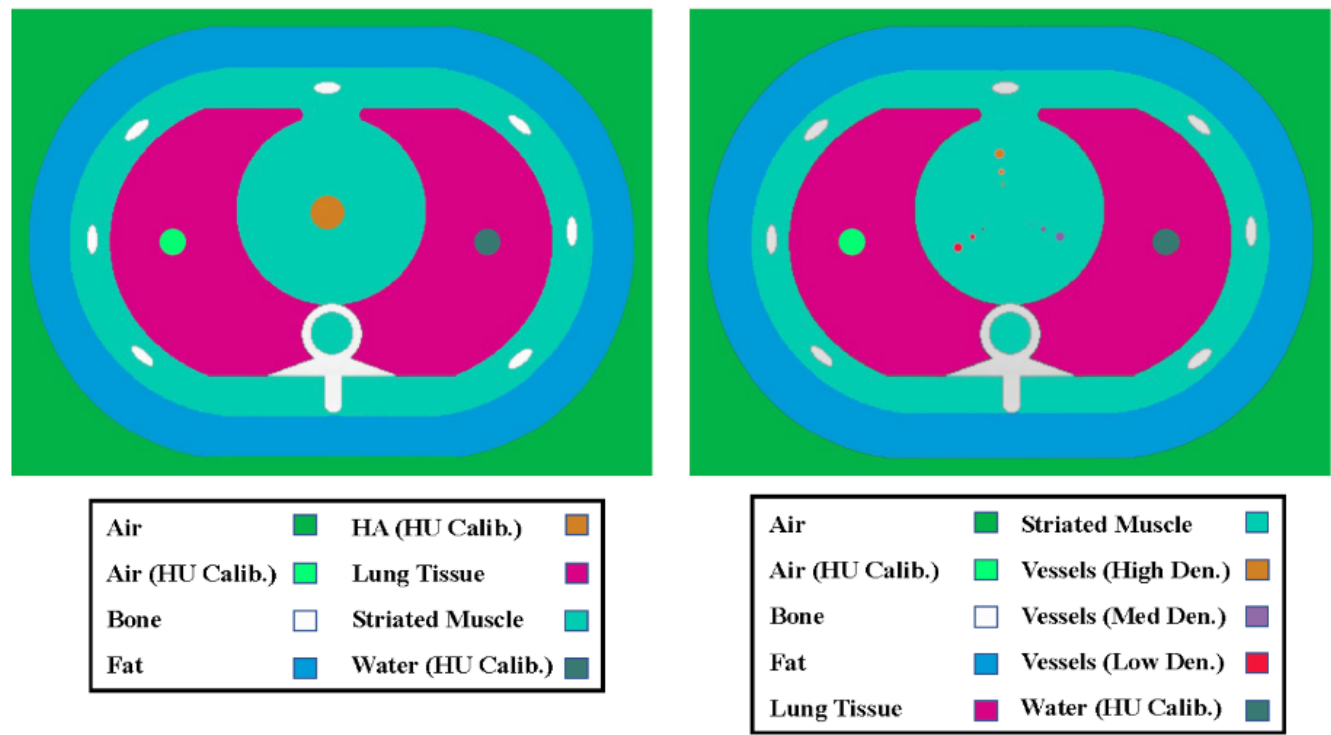 Air HA (HU Calib.)
Air (HU Calib.) Lung Tissue
Bone Striated Muscle
Fat Water (HU Calib.)
Air Striated Muscle
Air (HU Calib.) Vessels (High Den.)
Bone Vessels (Med Den.)
Fat Vessels (Low Den.)
Lung Tissue Water (HU Calib.)